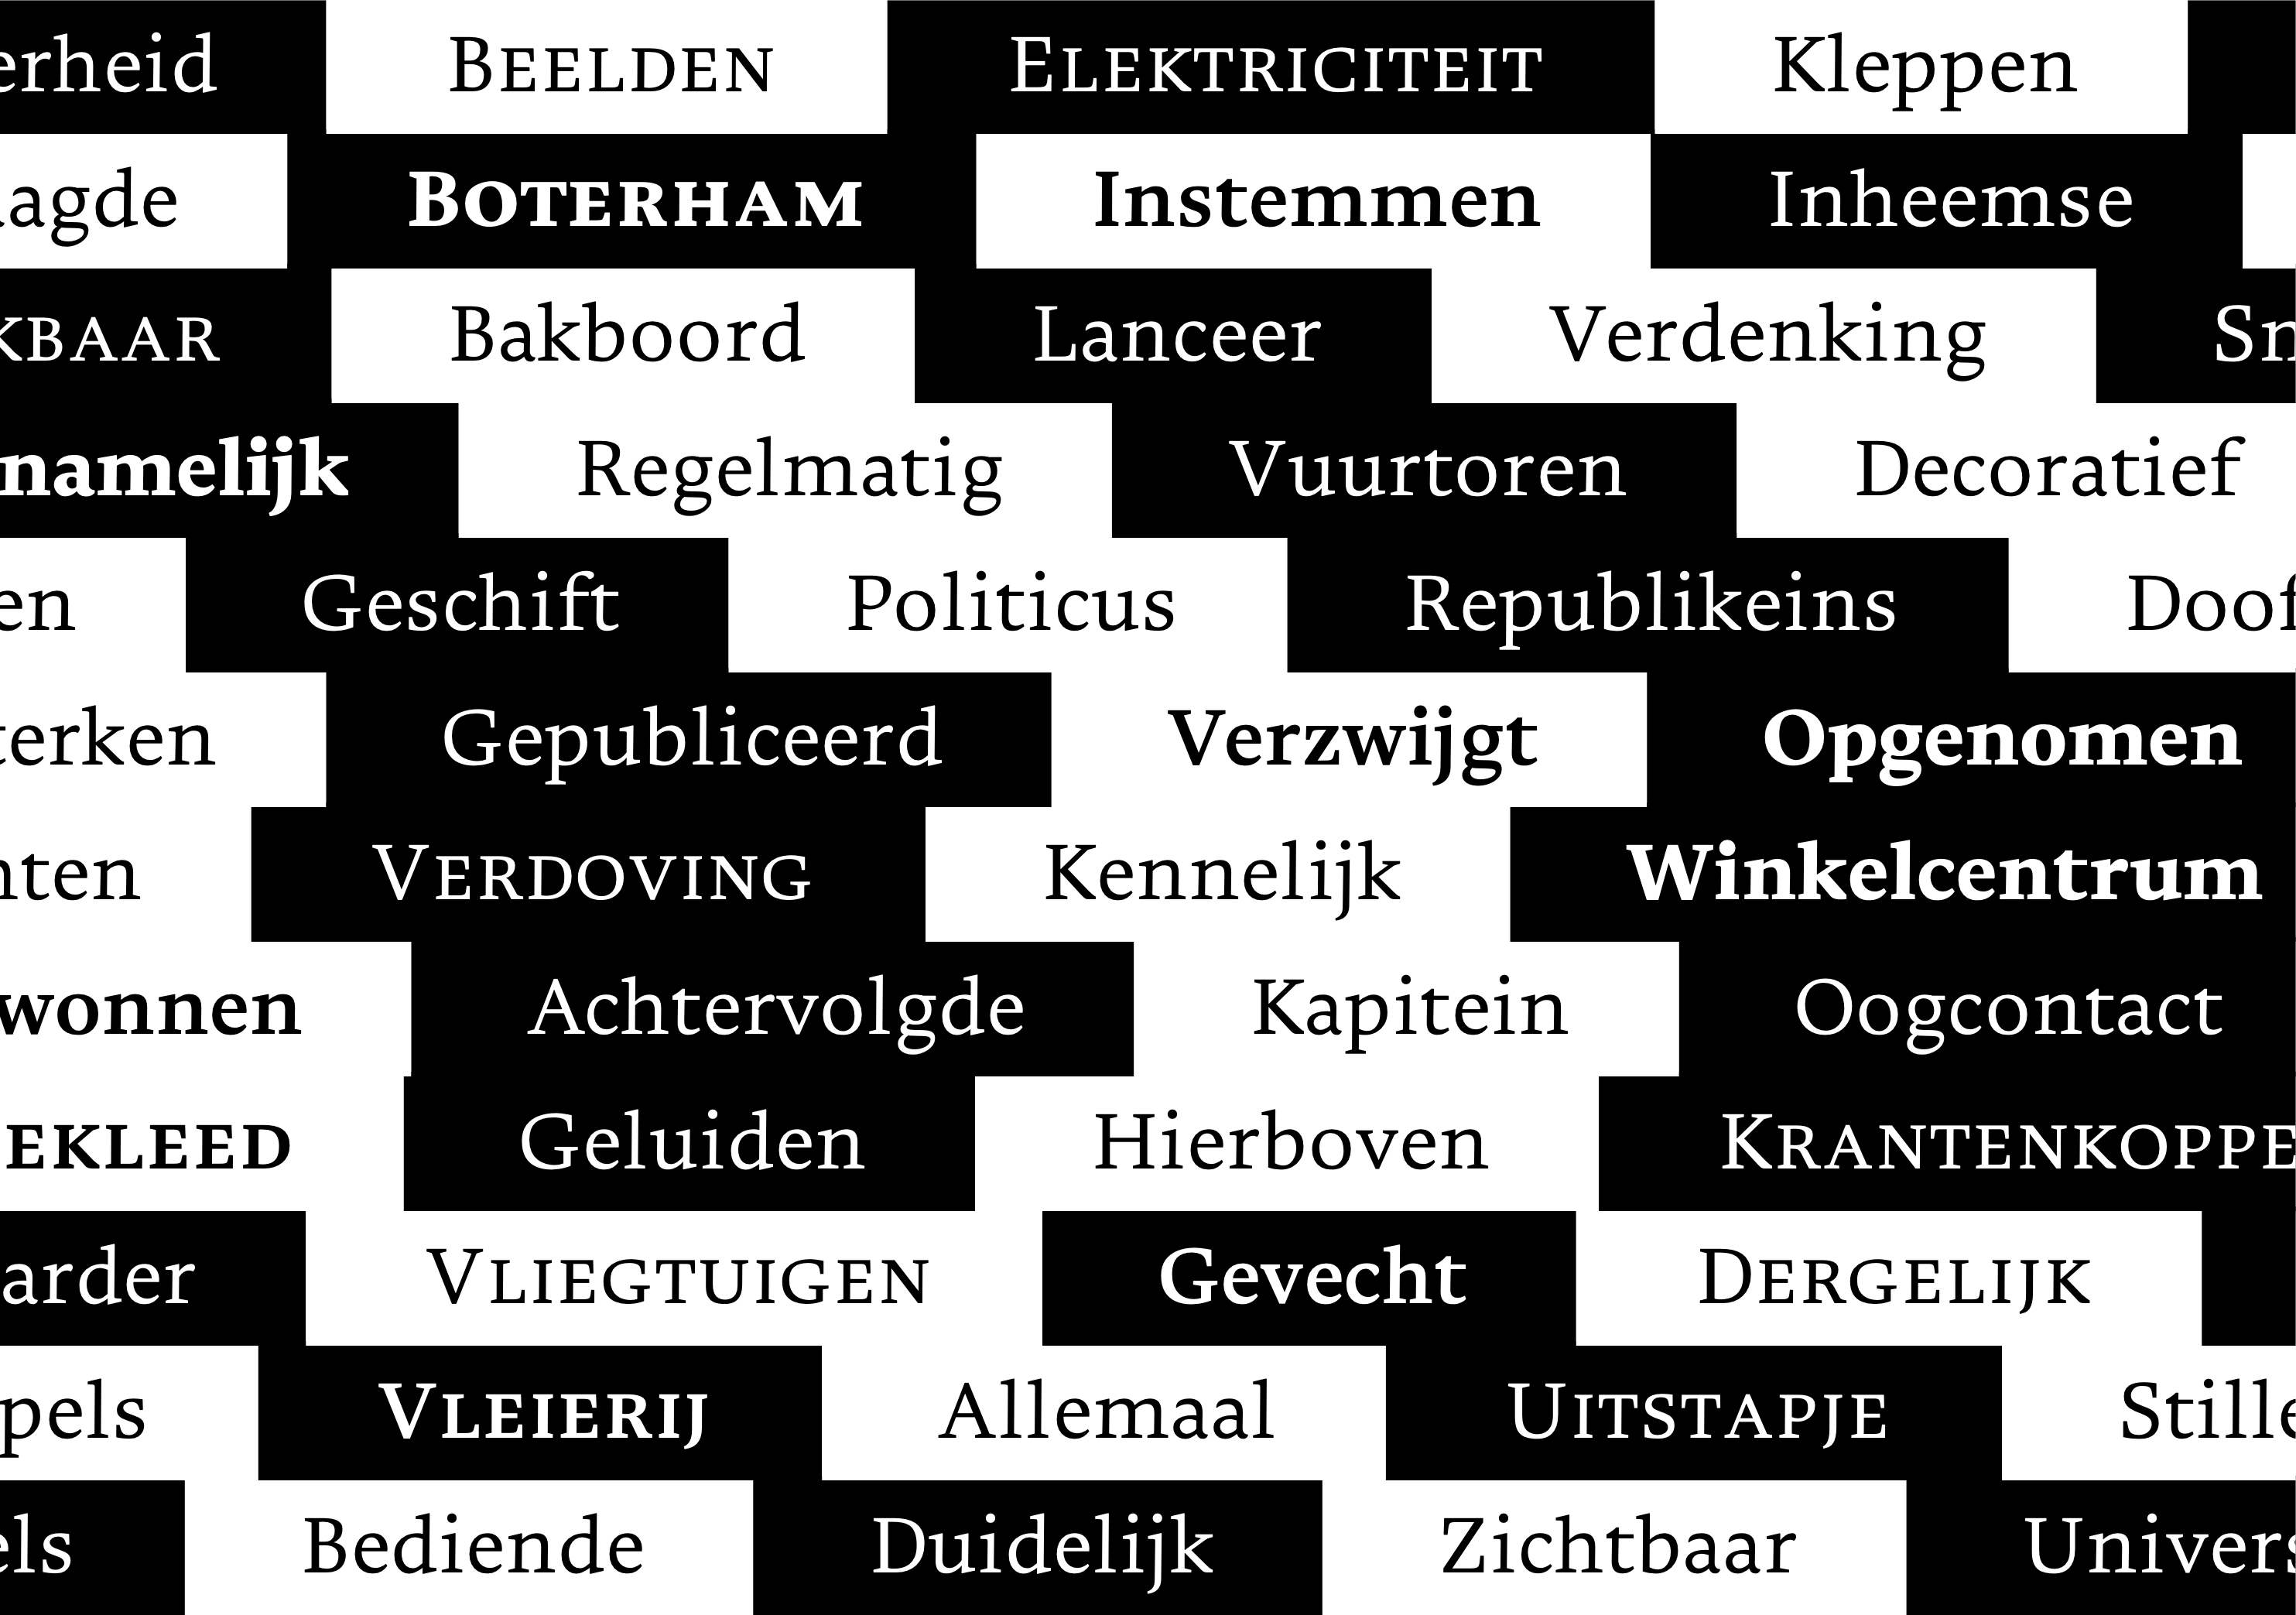 erheid BEELDEN ELEKTRICITEIT Kleppen
agde BOTERHAM Instemmen Inheemse
KBAAR Bakboord Lanceer Verdenking Sn
namelijk Regelmatig Vuurtoren Decoratief
en Geschift Politicus Republikeins Doof
terken Gepubliceerd Verzwijgt Opgenomen
nten VERDOVING Kennelijk Winkelcentrum
wonnen Achtervolgde Kapitein Oogcontact
EKLEED Geluiden Hierboven KRANTENKOPPE
arder VLIEGTUIGEN Gevecht DERGELIJK
pels VLEIERIJ Allemaal UITSTAPJE Stille
els Bediende Duidelijk Zichtbaar Univers